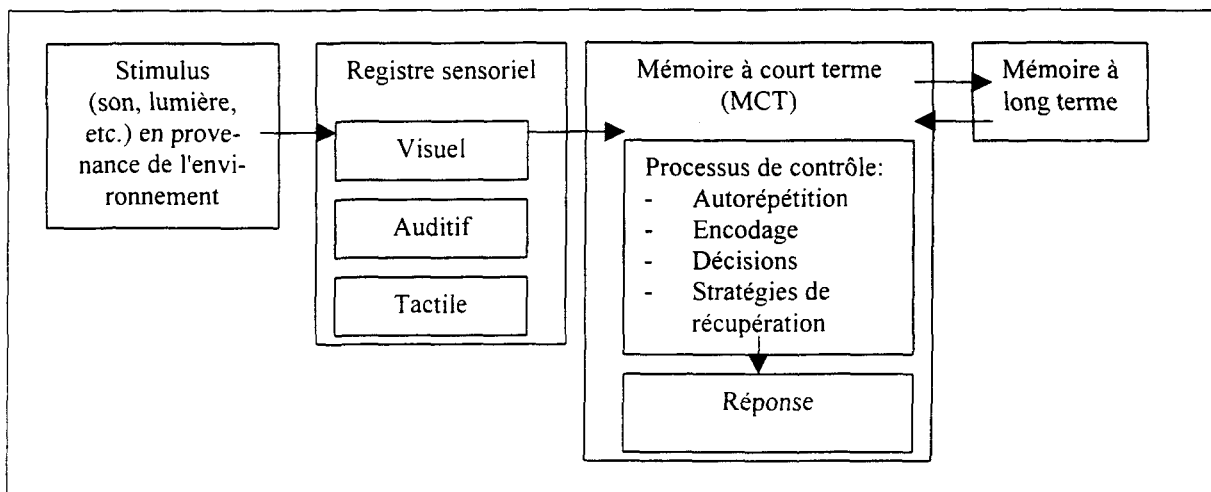 Stimulus
(son, lumière,
etc.) en prove-
nance de l'envi-
ronnement
Registre sensoriel
Visuel
Auditif
Tactile
Mémoire à court terme
(MCT)
Processus de contrôle:
- Autorépétition
- Encodage
- Décisions
- Stratégies de
récupération
Réponse
Mémoire à
long terme